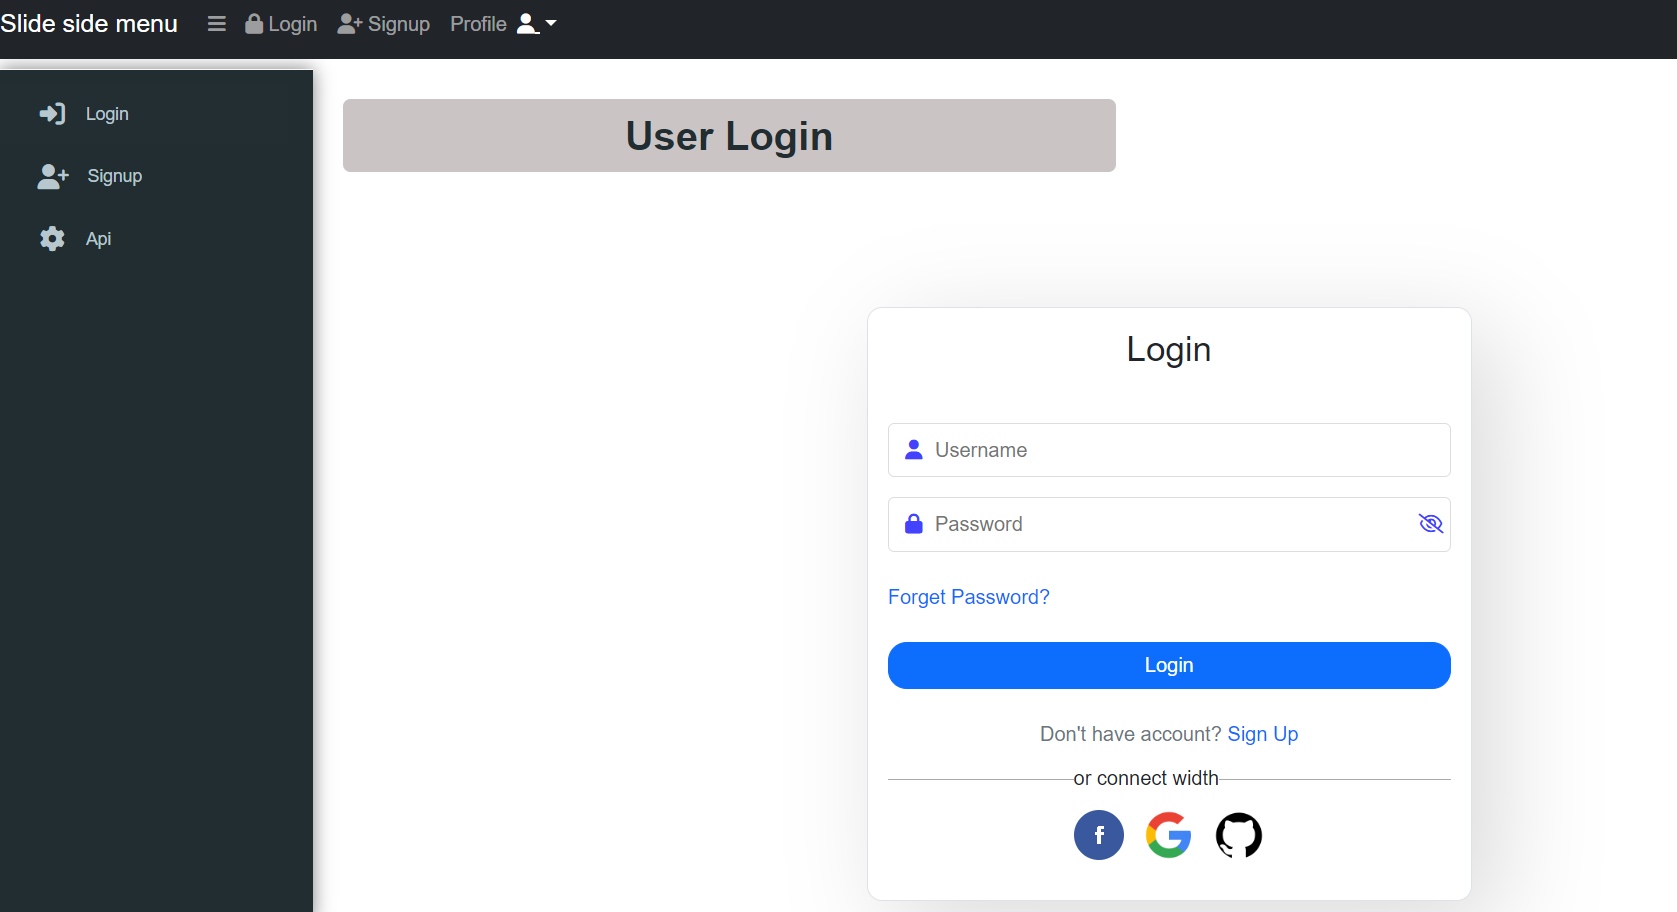 Slide side menu Login Signup Profile
Login
Signup
Api
User Login
Login
Username
Password
Forget Password?
Login
Don't have account? Sign Up
or connect width